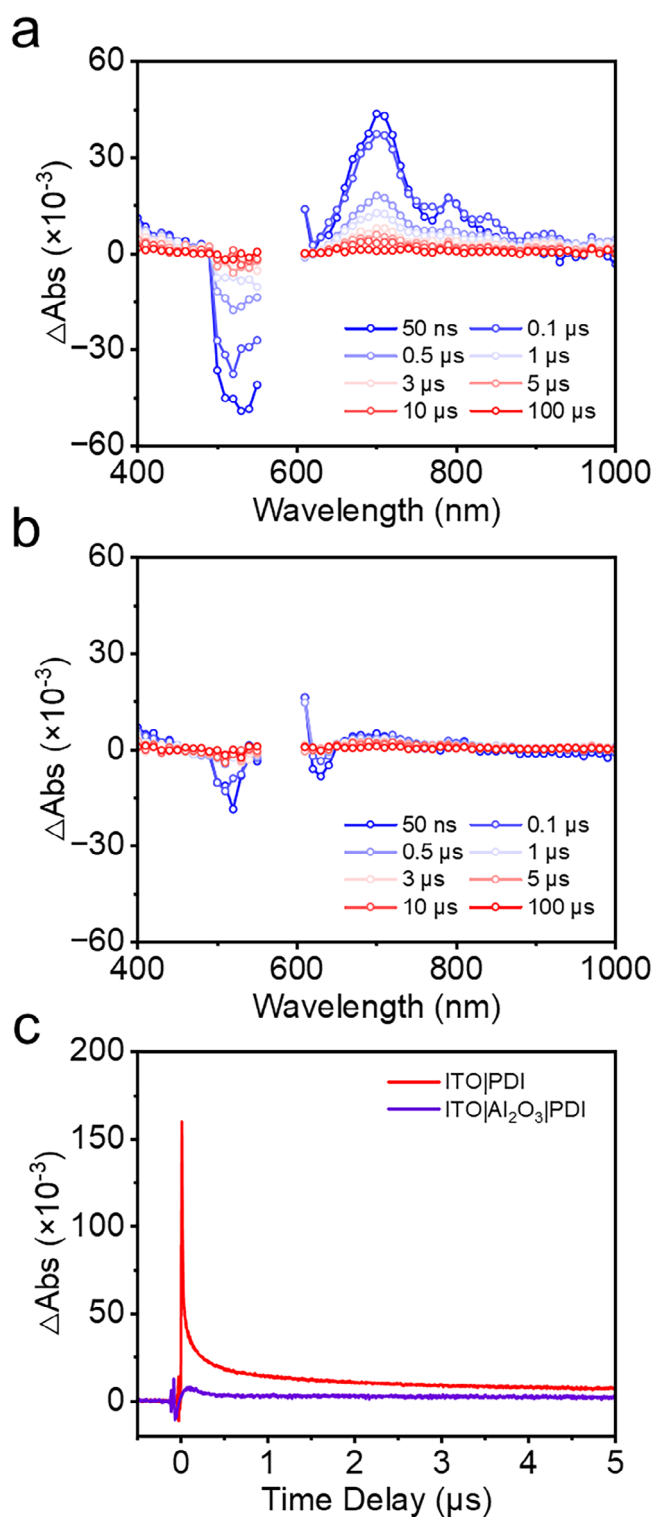 a
60
30
0
−30
−60
△Abs (×10⁻³)
50 ns 0.1 µs
0.5 µs 1 µs
3 µs 5 µs
10 µs 100 µs
400 600 800 1000
Wavelength (nm)
b
60
30
0
−30
−60
△Abs (×10⁻³)
50 ns 0.1 µs
0.5 µs 1 µs
3 µs 5 µs
10 µs 100 µs
400 600 800 1000
Wavelength (nm)
c
200
150
100
50
0
△Abs (×10⁻³)
ITO|PDI
ITO|Al₂O₃|PDI
0 1 2 3 4 5
Time Delay (µs)